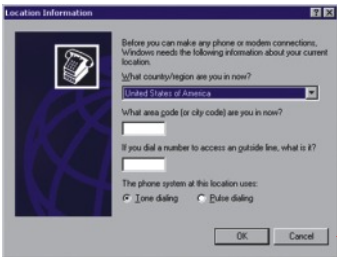 Location Information
Before you can make any phone or modem connections,
Windows needs the following information about your current
location.
What country/region are you in now?
United States of America
What area code (or city code) are you in now?
If you dial a number to access an outside line, what is it?
The phone system at this location uses:
Tone dialing Pulse dialing
OK Cancel